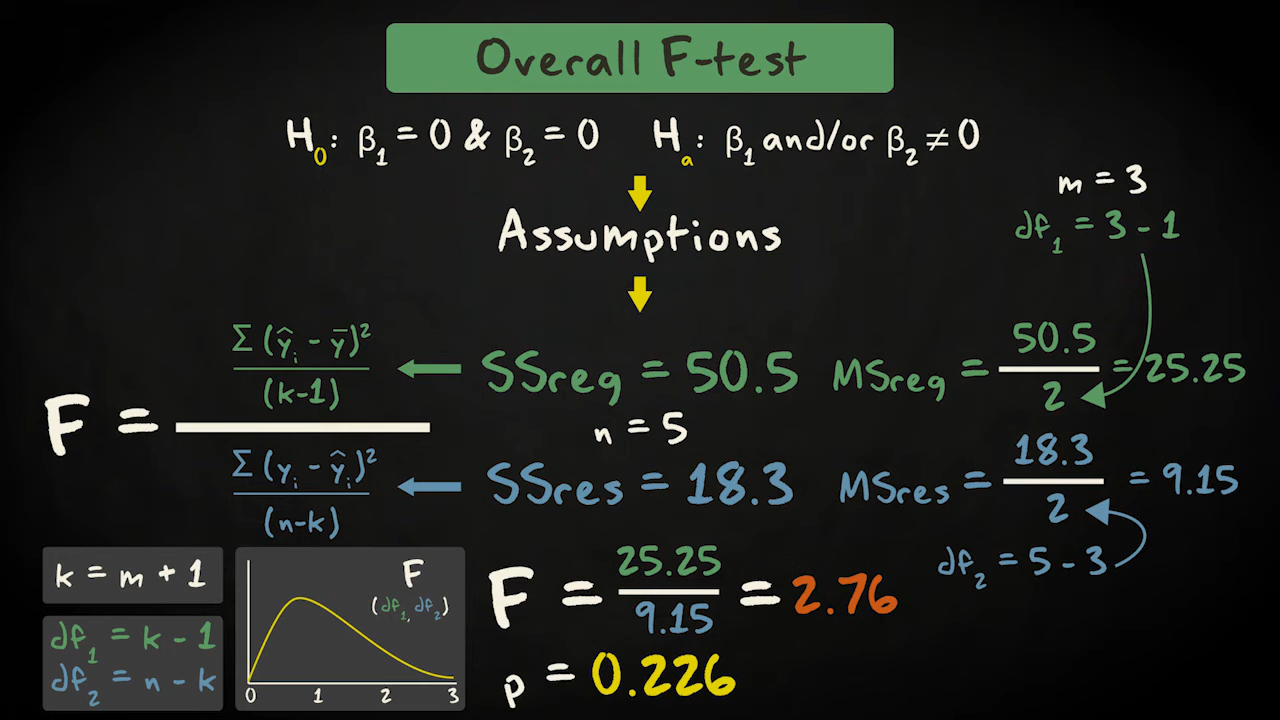 Overall F-test
H₀: β₁ = 0 & β₂ = 0 Hₐ: β₁ and/or β₂ ≠ 0
m = 3
df₁ = 3 - 1
Assumptions
F = Σ (ŷᵢ - ȳ)² / (k-1)
Σ (yᵢ - ŷᵢ)² / (n-k)
SSreg = 50.5
MSreg = 50.5 / 2 = 25.25
n = 5
SSres = 18.3
MSres = 18.3 / 2 = 9.15
df₂ = 5 - 3
k = m + 1
df₁ = k - 1
df₂ = n - k
F
(df₁, df₂)
0 1 2 3
F = 25.25 / 9.15 = 2.76
p = 0.226